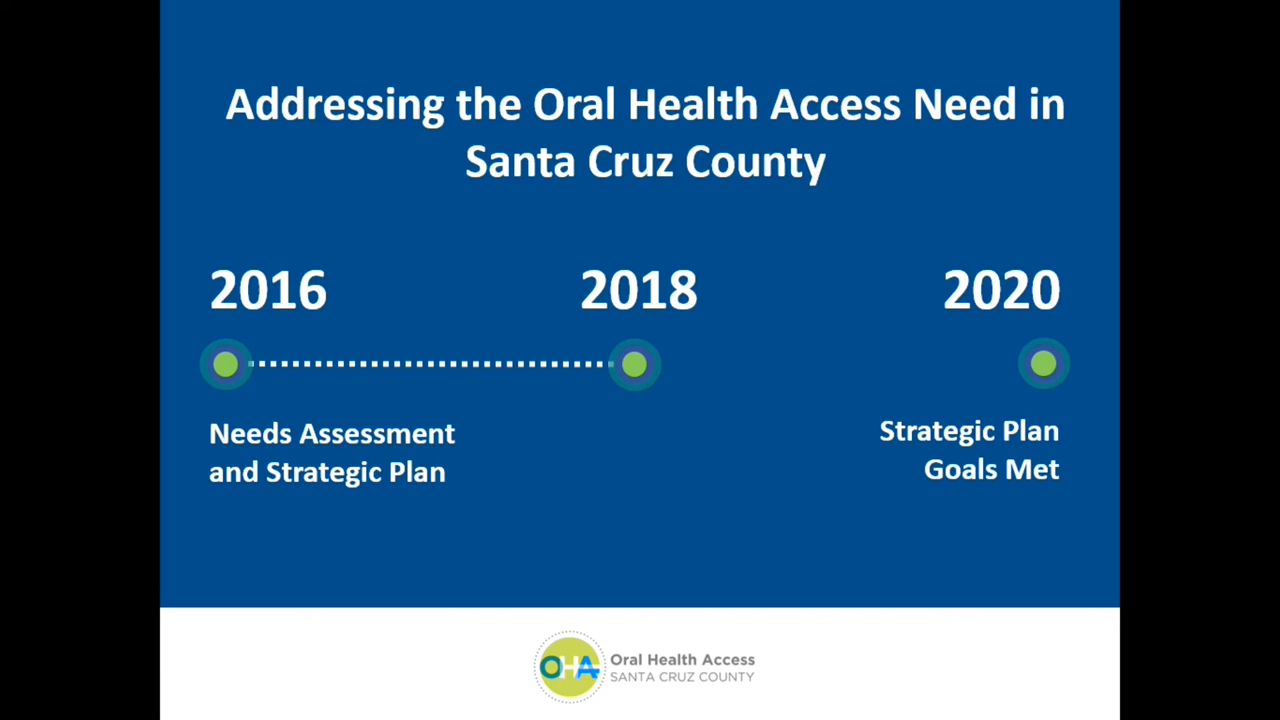 Addressing the Oral Health Access Need in
Santa Cruz County
2016
2018
2020
Needs Assessment
and Strategic Plan
Strategic Plan
Goals Met
OHA
Oral Health Access
SANTA CRUZ COUNTY